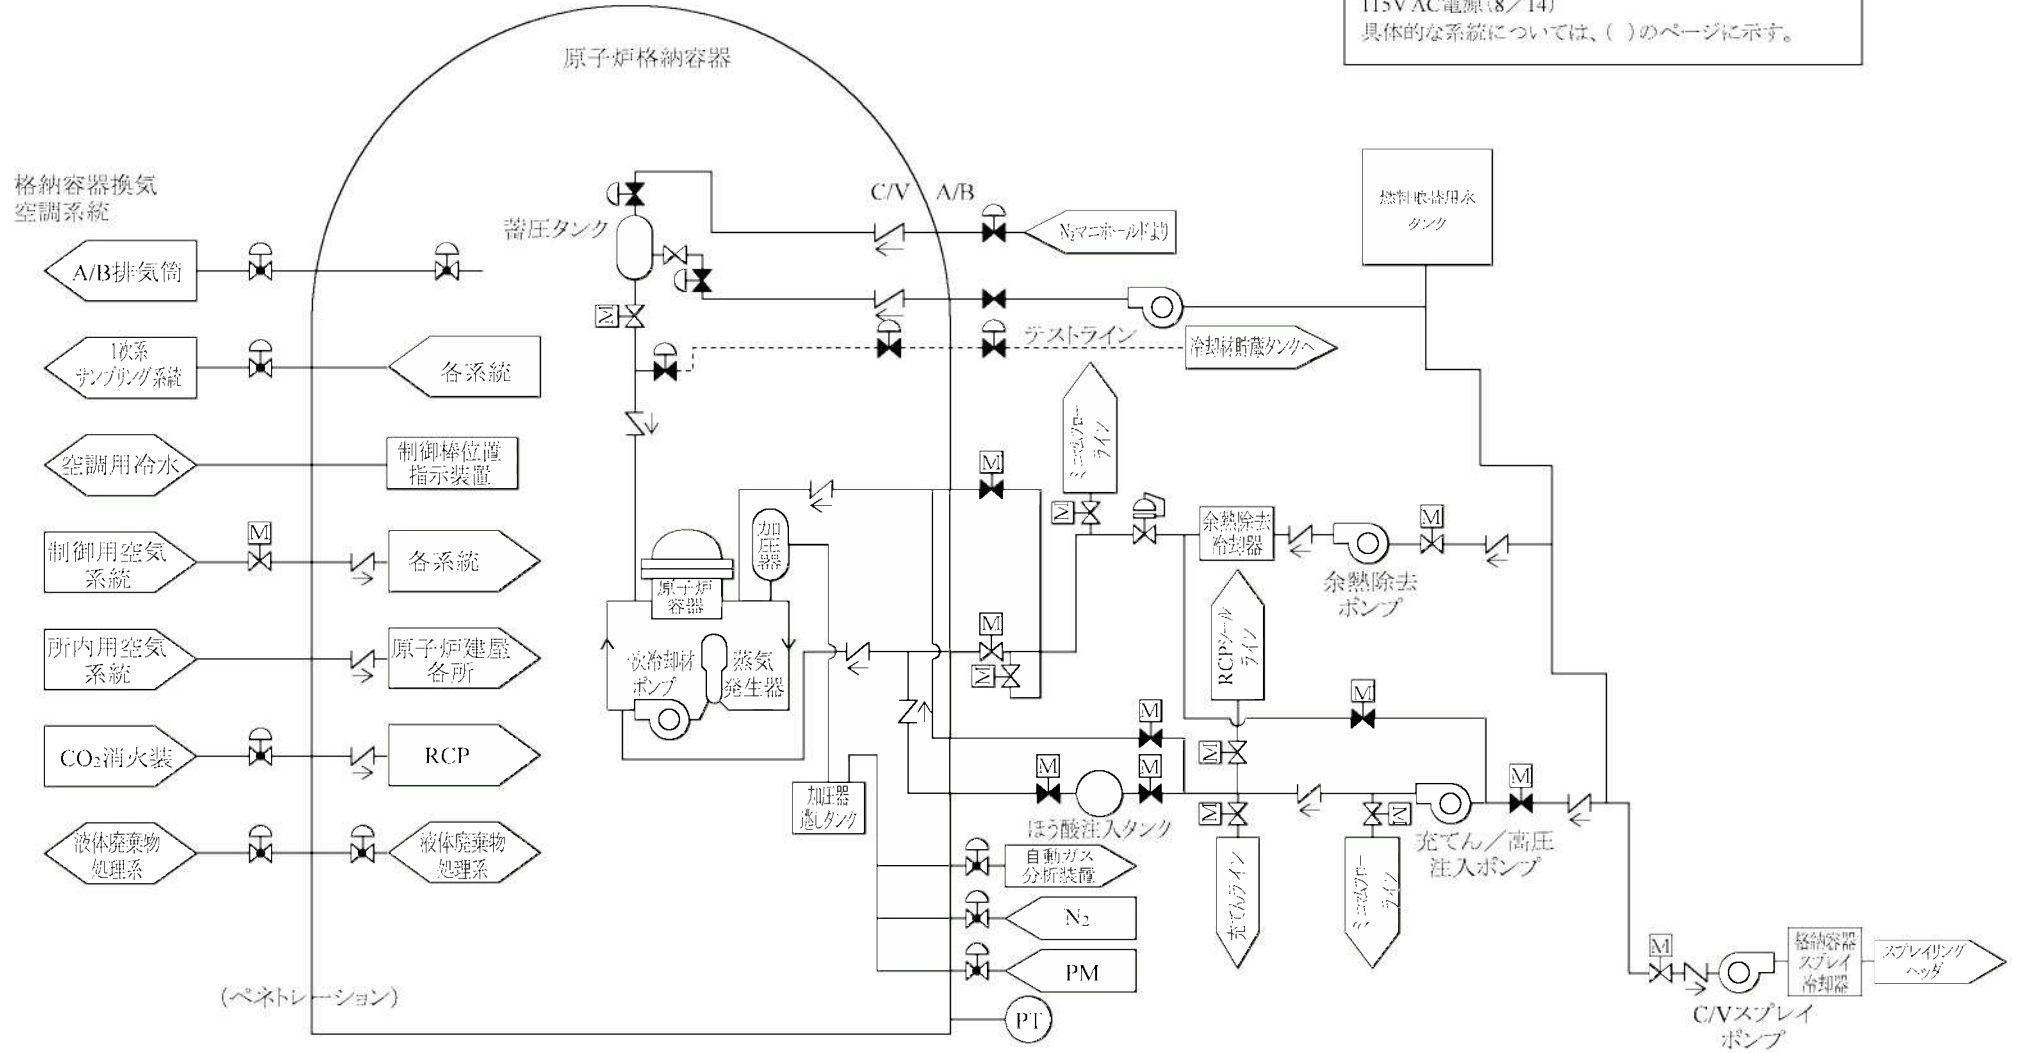 115V AC電源(8/14)
具体的な系統については、( )のページに示す。
原子炉格納容器
格納容器換気
空調系統
A/B排気筒
1次系
サンプリング系統
各系統
空調用冷水
制御棒位置
指示装置
制御用空気
系統
M
各系統
所内用空気
系統
原子炉建屋
各所
CO₂消火装
RCP
液体廃棄物
処理系
液体廃棄物
処理系
(ペネトレーション)
蓄圧タンク
M
C/V
A/B
N₂マニホールドより
燃料取替用水
タンク
テストライン
冷却材貯蔵タンクへ
ミニマムフロー
ライン
M
M
加
圧
器
原子炉
容器
一次冷却材
ポンプ
蒸気
発生器
M
M
余熱除去
冷却器
M
余熱除去
ポンプ
RCPシール
ライン
M
M
M
加圧器
逃しタンク
M
M
ほう酸注入タンク
M
充てんライン
M
ミニマムフロー
ライン
M
充てん/高圧
注入ポンプ
自動ガス
分析装置
N₂
PM
PT
M
格納容器
スプレイ
冷却器
スプレイリング
ヘッダ
C/Vスプレイ
ポンプ